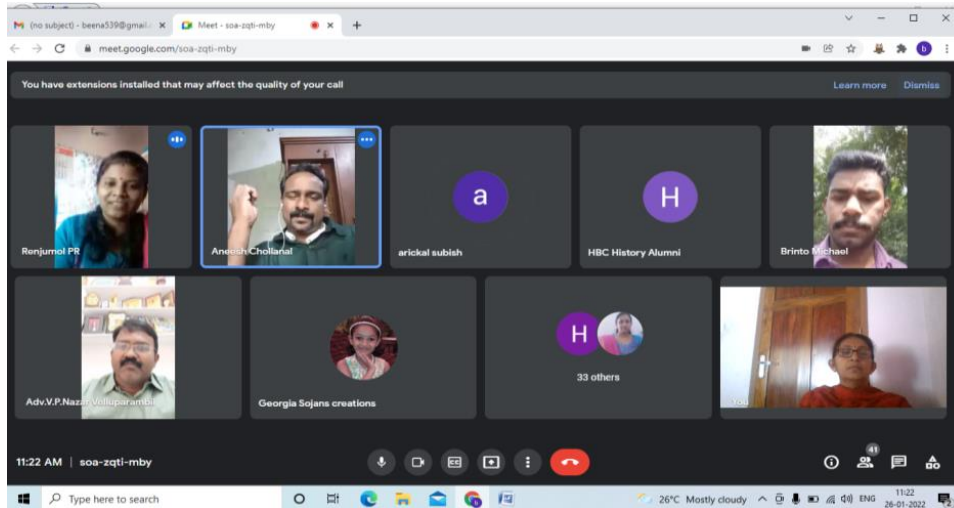 (no subject) - beena539@gmail.
Meet - soa-zqti-mby
meet.google.com/soa-zqti-mby
b
You have extensions installed that may affect the quality of your call
Learn more
Dismiss
Renjumol PR
Aneesh Chollanal
a
arickal subish
H
HBC History Alumni
Brinto Michael
Adv.V.P.Nazar Velluparambil
Georgia Sojans creations
H
33 others
You
11:22 AM | soa-zqti-mby
41
Type here to search
26°C Mostly cloudy
ENG
11:22
26-01-2022